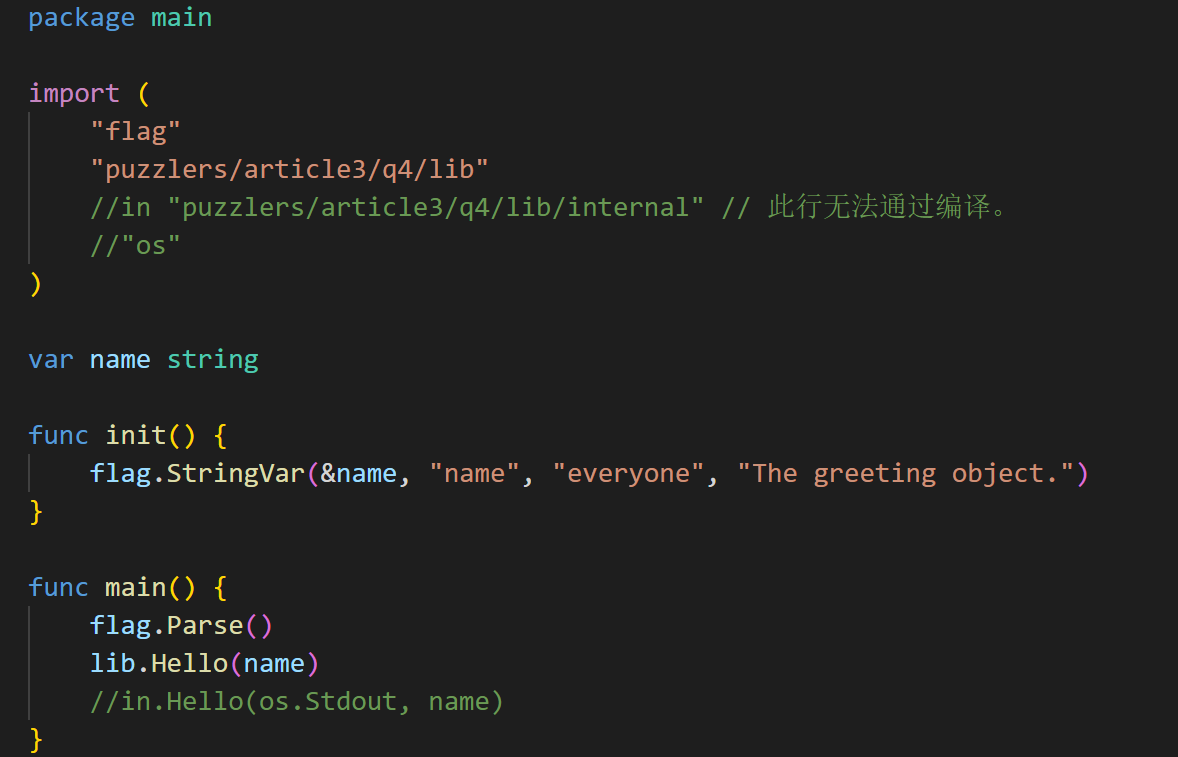 package main
import (
"flag"
"puzzlers/article3/q4/lib"
//in "puzzlers/article3/q4/lib/internal" // 此行无法通过编译。
//"os"
)
var name string
func init() {
flag.StringVar(&name, "name", "everyone", "The greeting object.")
}
func main() {
flag.Parse()
lib.Hello(name)
//in.Hello(os.Stdout, name)
}